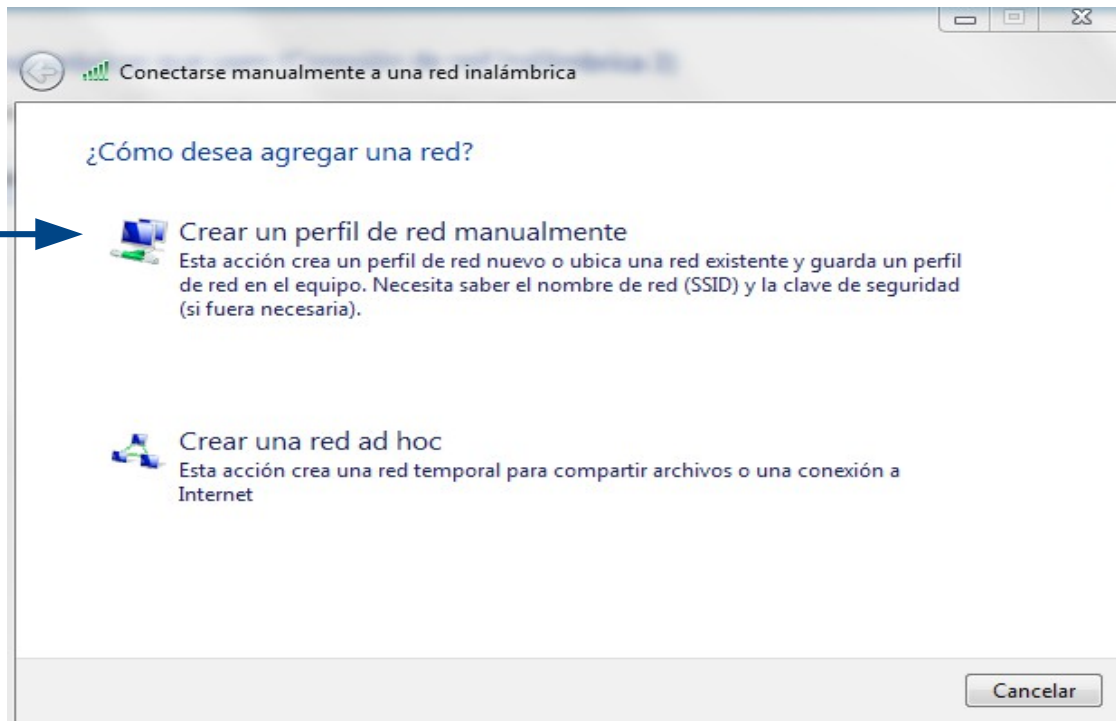 Conectarse manualmente a una red inalámbrica
¿Cómo desea agregar una red?
Crear un perfil de red manualmente
Esta acción crea un perfil de red nuevo o ubica una red existente y guarda un perfil
de red en el equipo. Necesita saber el nombre de red (SSID) y la clave de seguridad
(si fuera necesaria).
Crear una red ad hoc
Esta acción crea una red temporal para compartir archivos o una conexión a
Internet
Cancelar